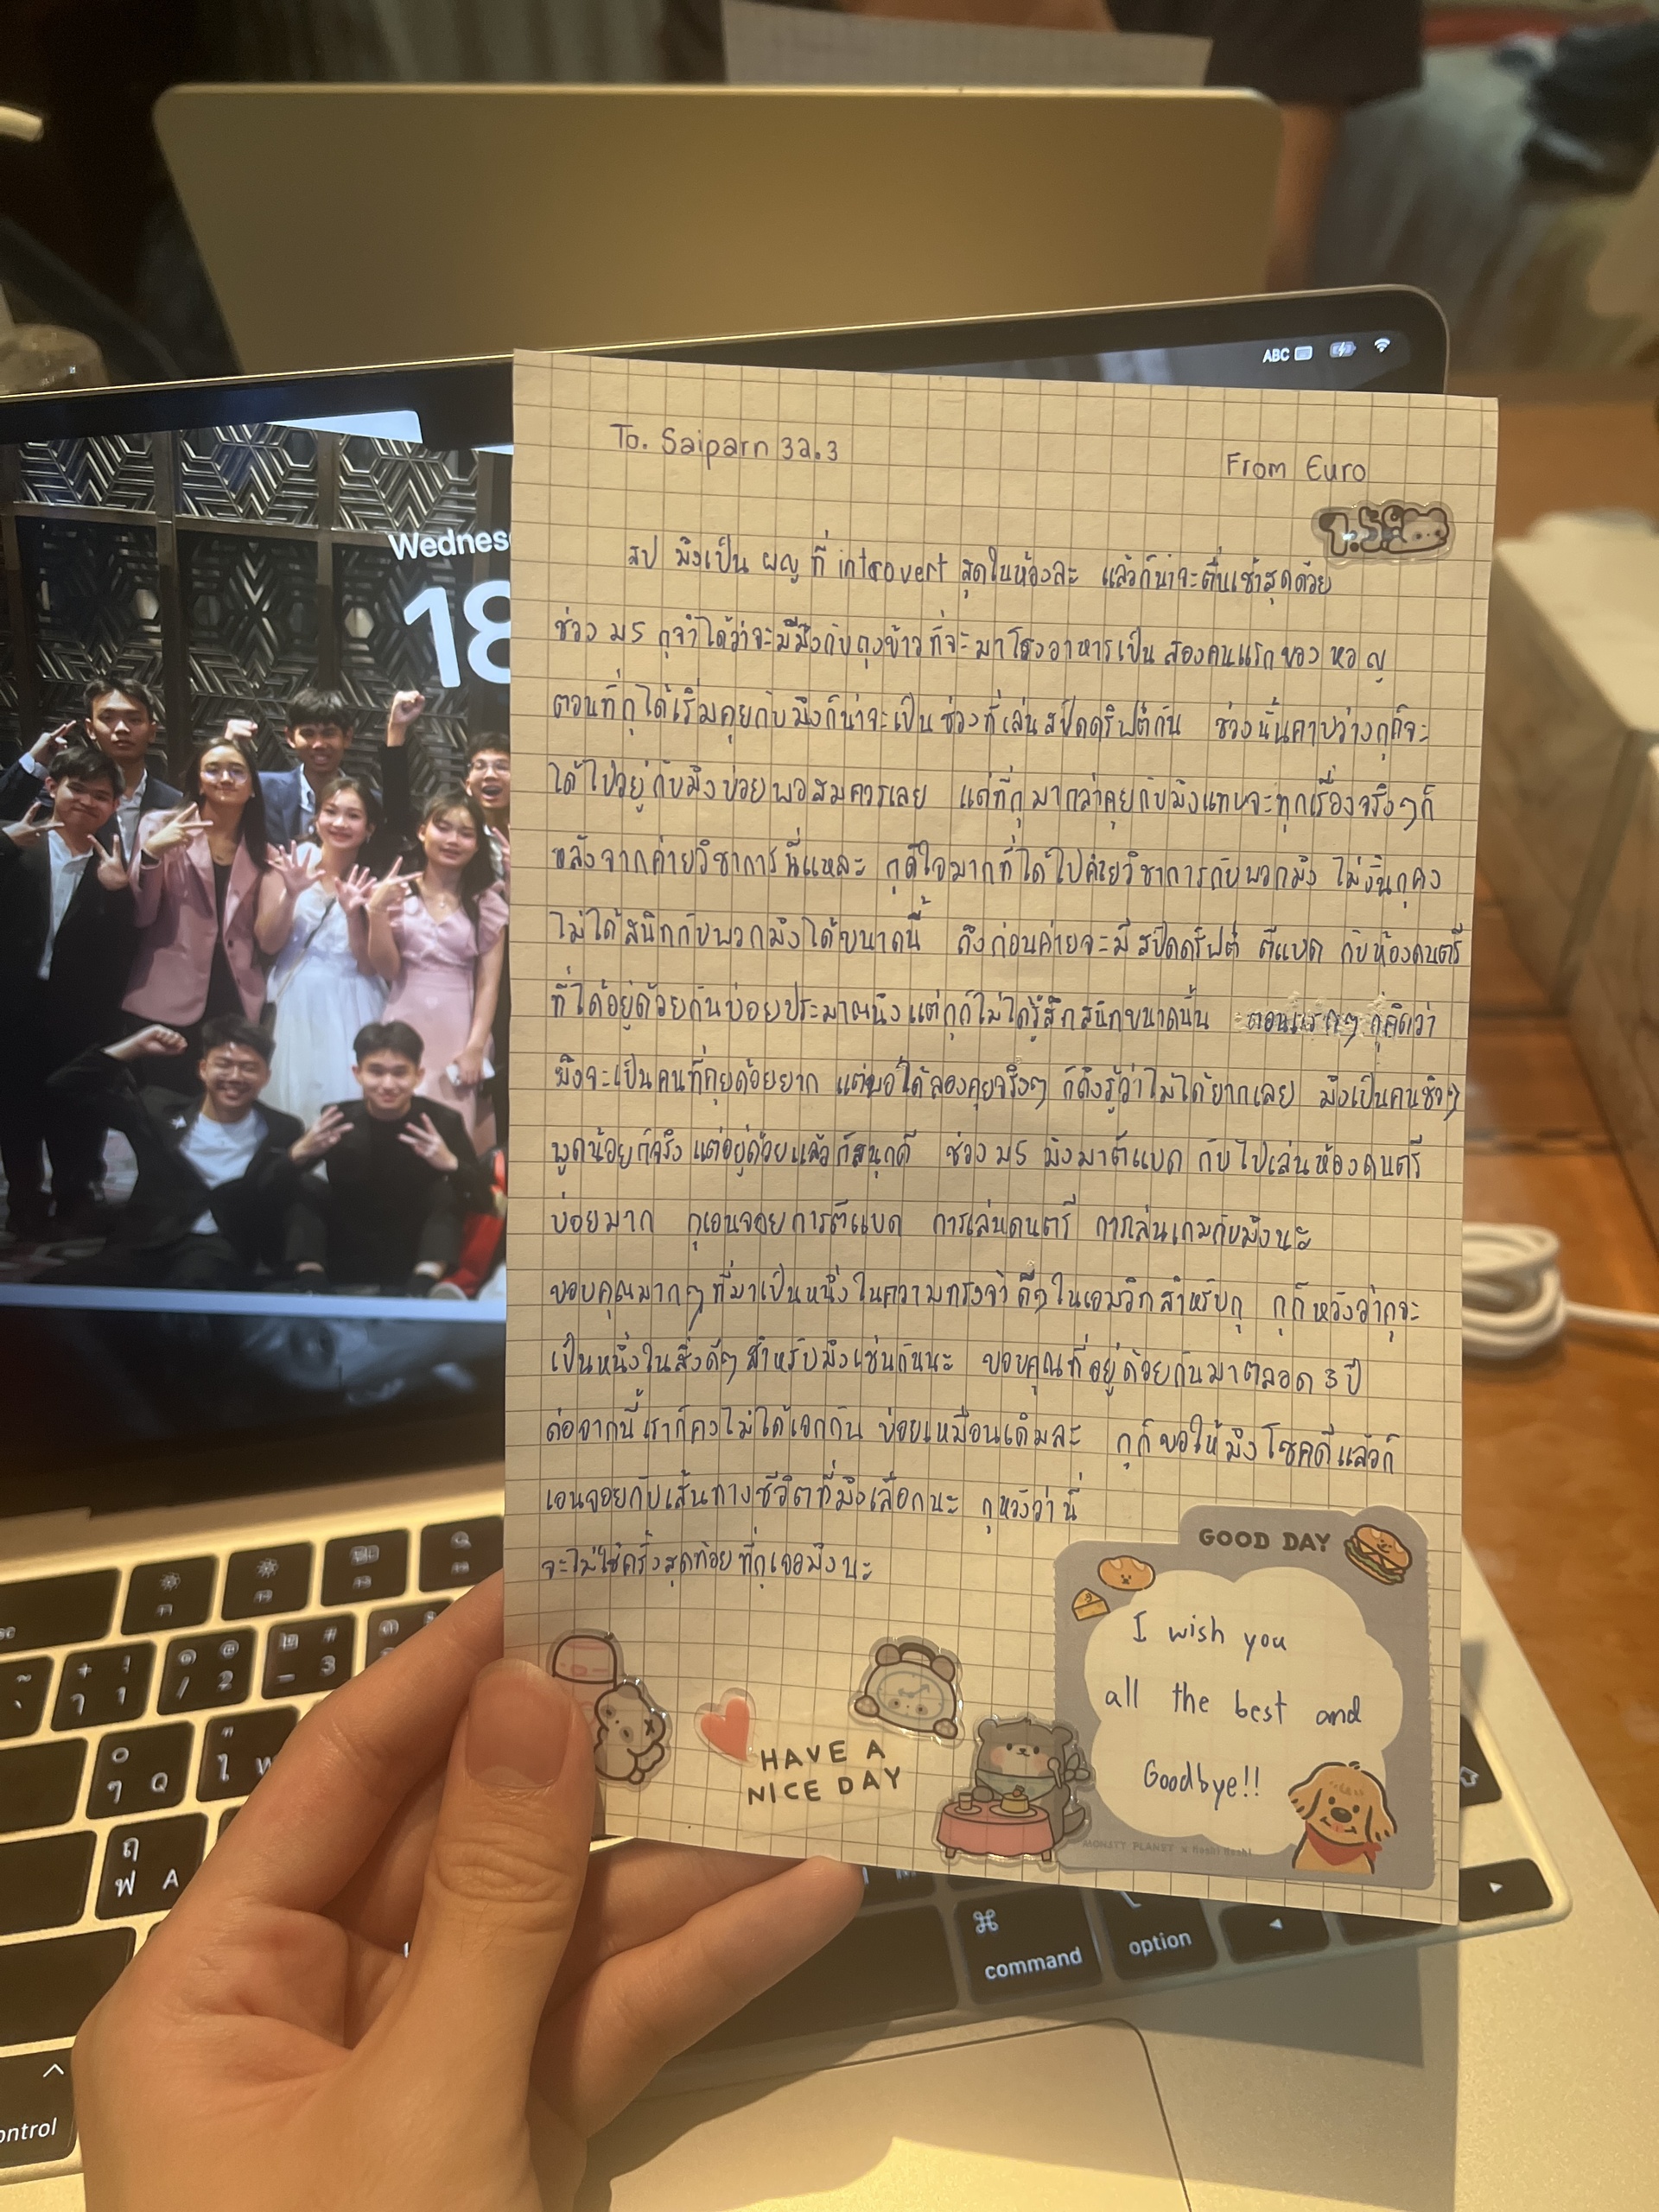 ABC
Wednes
18
To. Saiparn 32.3
From Euro
สป มึงเป็น ผญ ที่ introvert สุดในห้องละ แล้วก็น่าจะตื่นเช้าสุดด้วย
ช่วง ม5 กูจำได้ว่าจะมีมึงกับถุงข้าวที่จะมาโรงอาหารเป็นสองคนแรกของ หอ ญ
ตอนที่กูได้เริ่มคุยกับมึงก็น่าจะเป็นช่วงที่เล่นสปีดดริฟต์กัน ช่วงนั้นคาบว่างกูก็จะ
ได้ไปอยู่กับมึงบ่อยพอสมควรเลย แต่ที่กูมากล้าคุยกับมึงแทบจะทุกเรื่องจริงๆก็
หลังจากค่ายวิชาการนี่แหละ กูดีใจมากที่ได้ไปค่ายวิชาการกับพวกมึง ไม่งั้นกูคง
ไม่ได้สนิทกับพวกมึงได้ขนาดนี้ ถึงก่อนค่ายจะมีสปีดดริฟต์ ตีแบด กับห้องดนตรี
ที่ได้อยู่ด้วยกันบ่อยประมาณนึง แต่กูก็ไม่ได้รู้สึกสนิทขนาดนั้น ตอนแรกๆ กูคิดว่า
มึงจะเป็นคนที่คุยด้วยยาก แต่พอได้ลองคุยจริงๆ ก็ถึงรู้ว่าไม่ได้ยากเลย มึงเป็นคนชิวๆ
พูดน้อยก็จริง แต่อยู่ด้วยแล้วก็สนุกดี ช่วง ม5 มึงมาตีแบด กับไปเล่นห้องดนตรี
บ่อยมาก กูเอนจอยการตีแบด การเล่นดนตรี การเล่นเกมกับมึงนะ
ขอบคุณมากๆที่มาเป็นหนึ่งในความทรงจำดีๆในเอมวิทสำหรับกู กูก็หวังว่ากูจะ
เป็นหนึ่งในสิ่งดีๆสำหรับมึงเช่นกันนะ ขอบคุณที่อยู่ด้วยกันมาตลอด 3 ปี
ต่อจากนี้เราก็คงไม่ได้เจอกัน บ่อยเหมือนเดิมละ กูก็ขอให้มึงโชคดีแล้วก็
เอนจอยกับเส้นทางชีวิตที่มึงเลือกนะ กูหวังว่านี่
จะไม่ใช่ครั้งสุดท้อยที่กูเจอมึงนะ
GOOD DAY
I wish you
all the best and
Goodbye!!
HAVE A
NICE DAY
MONSTY PLANET
command
option
ontrol